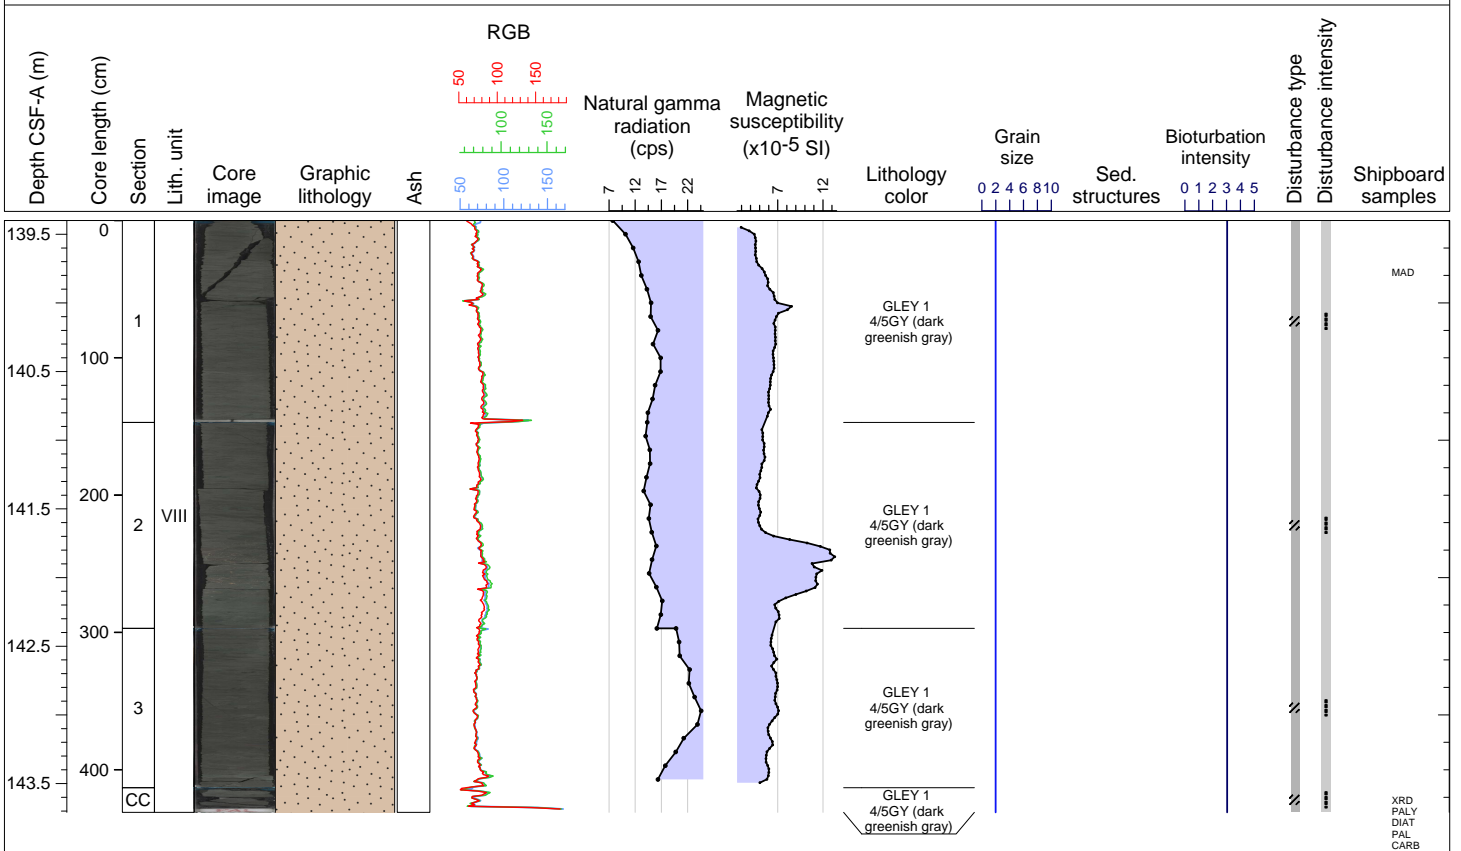 Depth CSF-A (m)
Core length (cm)
Section
Lith. unit
Core
image
Graphic
lithology
Ash
RGB
50 100 150
100 150
50 100 150
Natural gamma
radiation
(cps)
7 12 17 22
Magnetic
susceptibility
(x10-5 SI)
7 12
Lithology
color
Grain
size
0 2 4 6 8 10
Sed.
structures
Bioturbation
intensity
0 1 2 3 4 5
Disturbance type
Disturbance intensity
Shipboard
samples
139.5
140.5
141.5
142.5
143.5
0
100
200
300
400
1
2
3
CC
VIII
GLEY 1
4/5GY (dark
greenish gray)
GLEY 1
4/5GY (dark
greenish gray)
GLEY 1
4/5GY (dark
greenish gray)
GLEY 1
4/5GY (dark
greenish gray)
MAD
XRD
PALY
DIAT
PAL
CARB